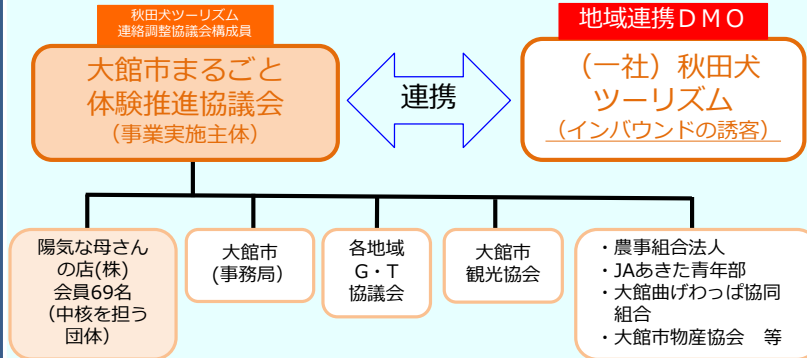 秋田犬ツーリズム
連絡調整協議会構成員
大館市まるごと
体験推進協議会
（事業実施主体）
連携
地域連携ＤＭＯ
（一社）秋田犬
ツーリズム
（インバウンドの誘客）
陽気な母さん
の店(株)
会員69名
（中核を担う
団体）
大館市
(事務局）
各地域
Ｇ・Ｔ
協議会
大館市
観光協会
・農事組合法人
・JAあきた青年部
・大館曲げわっぱ協同
組合
・大館市物産協会　等